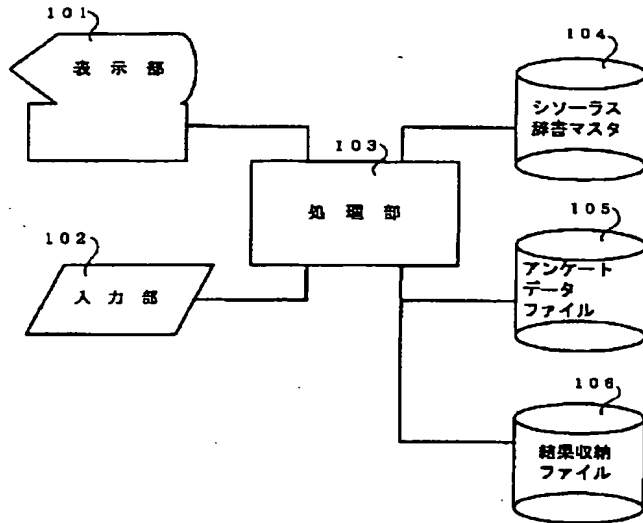 101
表示部
104
シソーラス
辞書マスタ
103
処理部
105
アンケート
データ
ファイル
102
入力部
106
結果収納
ファイル